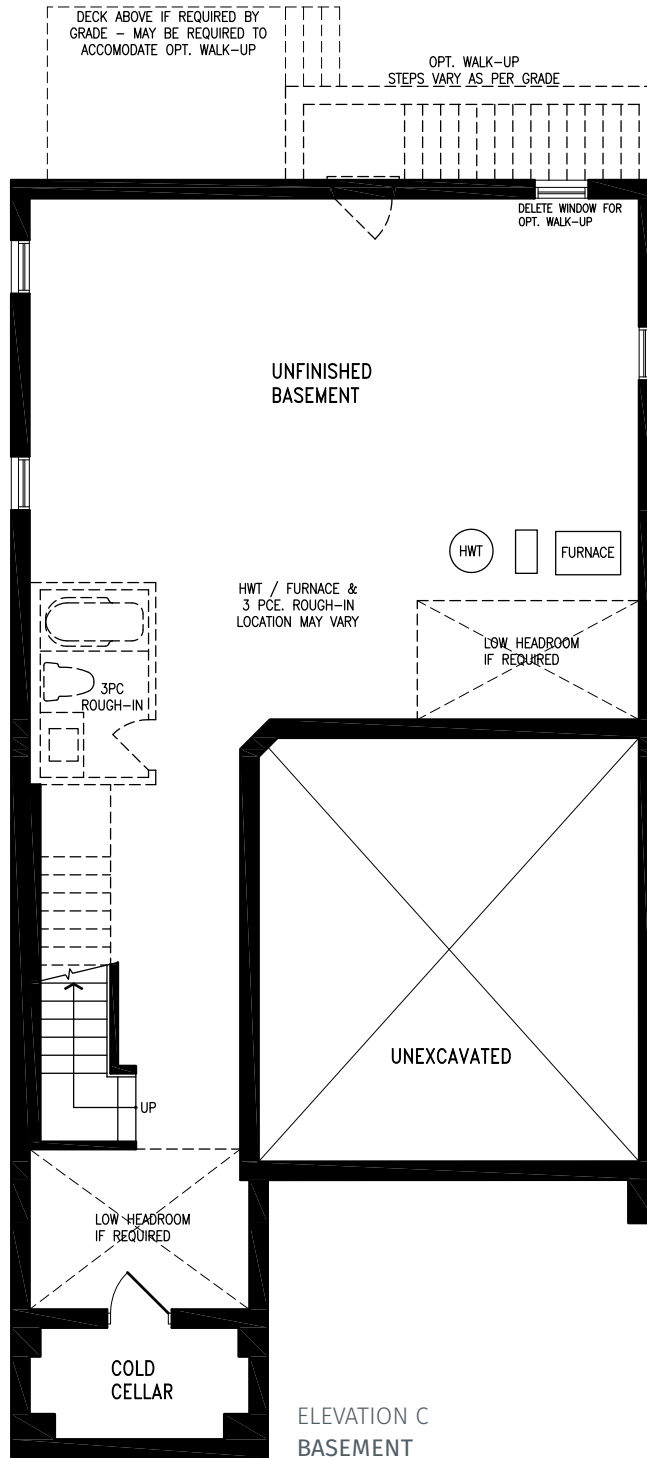 DECK ABOVE IF REQUIRED BY
GRADE - MAY BE REQUIRED TO
ACCOMODATE OPT. WALK-UP
OPT. WALK-UP
STEPS VARY AS PER GRADE
DELETE WINDOW FOR
OPT. WALK-UP
UNFINISHED
BASEMENT
HWT
FURNACE
HWT / FURNACE &
3 PCE. ROUGH-IN
LOCATION MAY VARY
LOW HEADROOM
IF REQUIRED
3PC
ROUGH-IN
UNEXCAVATED
UP
LOW HEADROOM
IF REQUIRED
COLD
CELLAR
ELEVATION C
BASEMENT